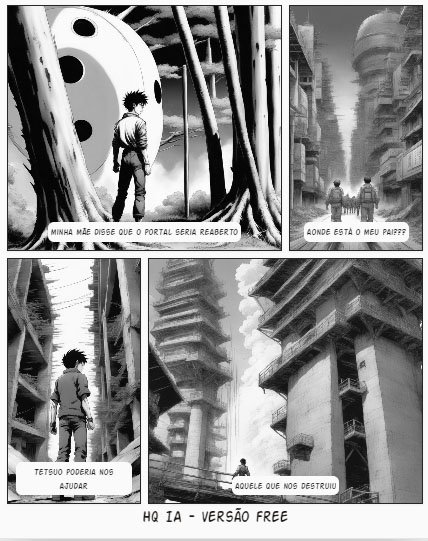 MINHA MÃE DISSE QUE O PORTAL SERIA REABERTO
AONDE ESTÁ O MEU PAI???
TETSUO PODERIA NOS
AJUDAR
AQUELE QUE NOS DESTRUIU
HQ IA - VERSÃO FREE